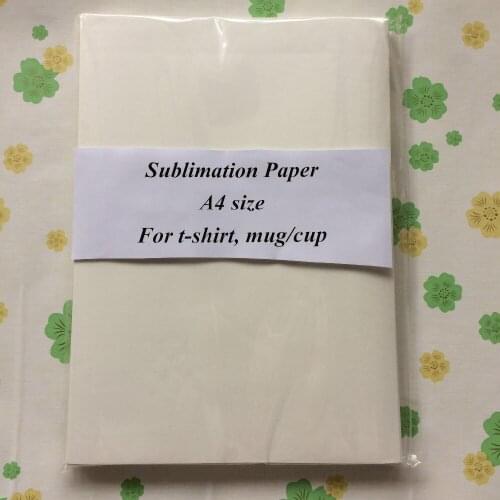 Sublimation Paper
A4 size
For t-shirt, mug/cup